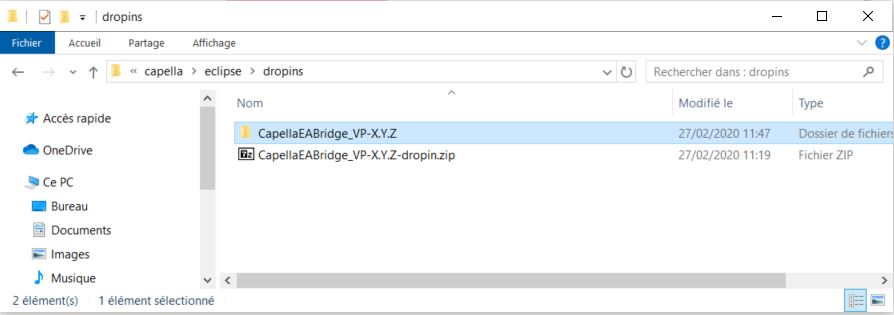 dropins
Fichier Accueil Partage Affichage
« capella > eclipse > dropins Rechercher dans : dropins
Nom Modifié le Type
Accès rapide
CapellaEABridge_VP-X.Y.Z 27/02/2020 11:47 Dossier de fichiers
OneDrive
CapellaEABridge_VP-X.Y.Z-dropin.zip 27/02/2020 11:19 Fichier ZIP
Ce PC
Bureau
Documents
Images
Musique
2 élément(s) 1 élément sélectionné